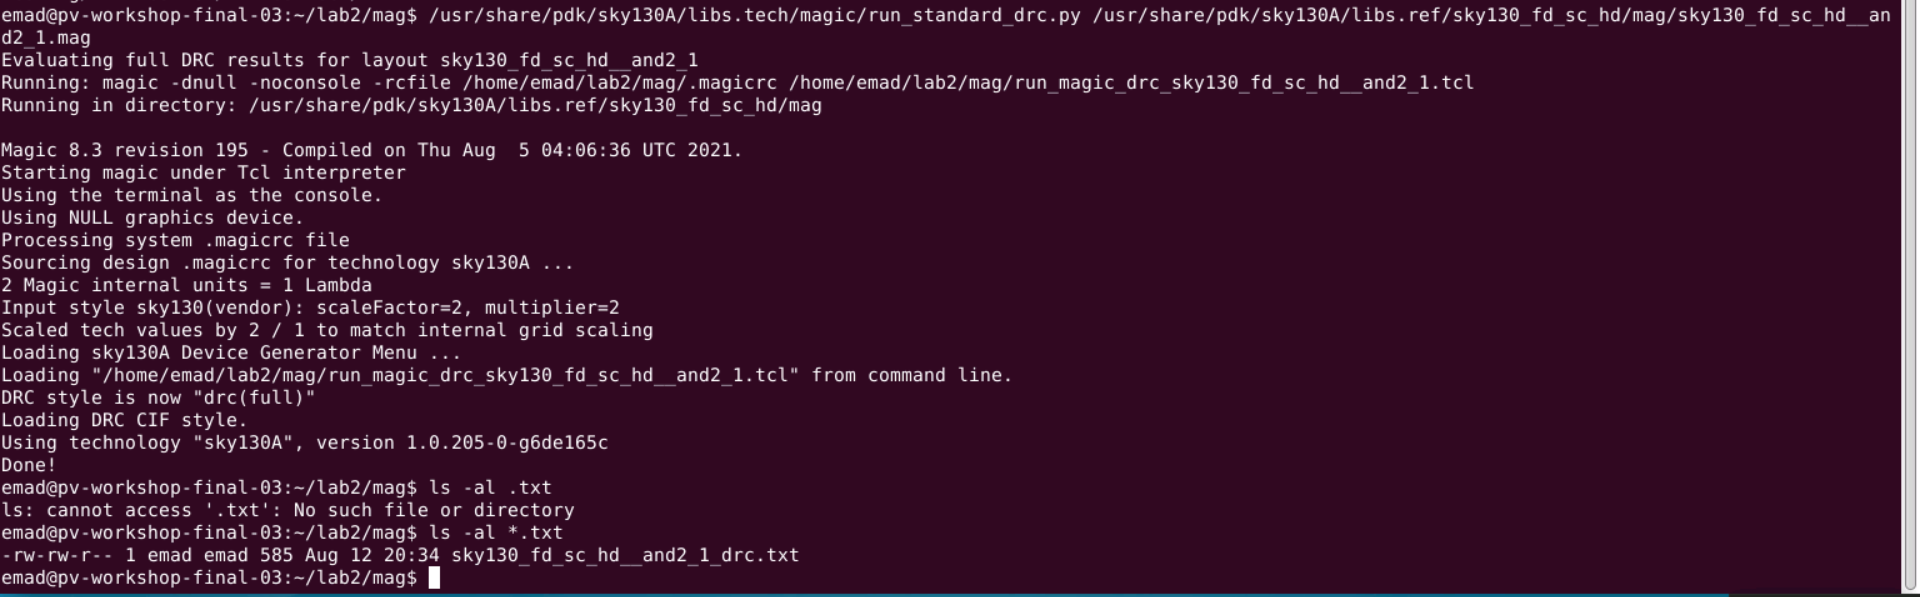 emad@pv-workshop-final-03:~/lab2/mag$ /usr/share/pdk/sky130A/libs.tech/magic/run_standard_drc.py /usr/share/pdk/sky130A/libs.ref/sky130_fd_sc_hd/mag/sky130_fd_sc_hd__an
d2_1.mag
Evaluating full DRC results for layout sky130_fd_sc_hd__and2_1
Running: magic -dnull -noconsole -rcfile /home/emad/lab2/mag/.magicrc /home/emad/lab2/mag/run_magic_drc_sky130_fd_sc_hd__and2_1.tcl
Running in directory: /usr/share/pdk/sky130A/libs.ref/sky130_fd_sc_hd/mag

Magic 8.3 revision 195 - Compiled on Thu Aug  5 04:06:36 UTC 2021.
Starting magic under Tcl interpreter
Using the terminal as the console.
Using NULL graphics device.
Processing system .magicrc file
Sourcing design .magicrc for technology sky130A ...
2 Magic internal units = 1 Lambda
Input style sky130(vendor): scaleFactor=2, multiplier=2
Scaled tech values by 2 / 1 to match internal grid scaling
Loading sky130A Device Generator Menu ...
Loading "/home/emad/lab2/mag/run_magic_drc_sky130_fd_sc_hd__and2_1.tcl" from command line.
DRC style is now "drc(full)"
Loading DRC CIF style.
Using technology "sky130A", version 1.0.205-0-g6de165c
Done!
emad@pv-workshop-final-03:~/lab2/mag$ ls -al .txt
ls: cannot access '.txt': No such file or directory
emad@pv-workshop-final-03:~/lab2/mag$ ls -al *.txt
-rw-rw-r-- 1 emad emad 585 Aug 12 20:34 sky130_fd_sc_hd__and2_1_drc.txt
emad@pv-workshop-final-03:~/lab2/mag$